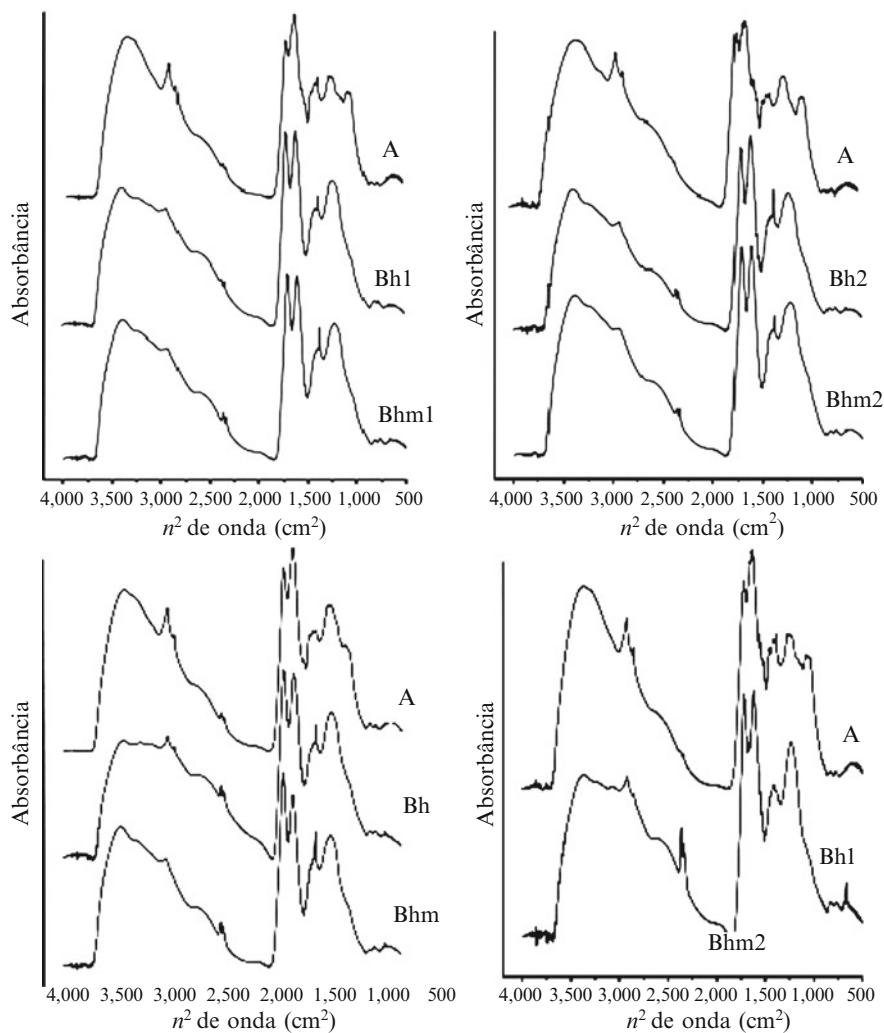 Absorbância
A
Bh1
Bhm1
4,000 3,500 3,000 2,500 2,000 1,500 1,000 500
n² de onda (cm²)
Absorbância
A
Bh2
Bhm2
4,000 3,500 3,000 2,500 2,000 1,500 1,000 500
n² de onda (cm²)
Absorbância
A
Bh
Bhm
4,000 3,500 3,000 2,500 2,000 1,500 1,000 500
n² de onda (cm²)
Absorbância
A
Bh1
Bhm2
4,000 3,500 3,000 2,500 2,000 1,500 1,000 500
n² de onda (cm²)